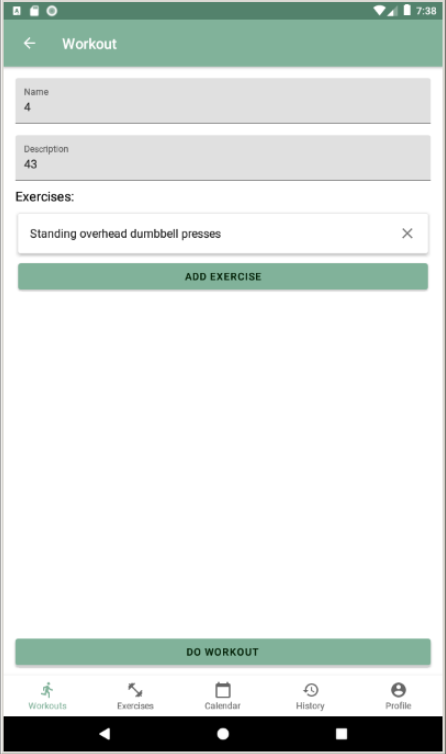 7:38
Workout
Name
4
Description
43
Exercises:
Standing overhead dumbbell presses
ADD EXERCISE
DO WORKOUT
Workouts Exercises Calendar History Profile